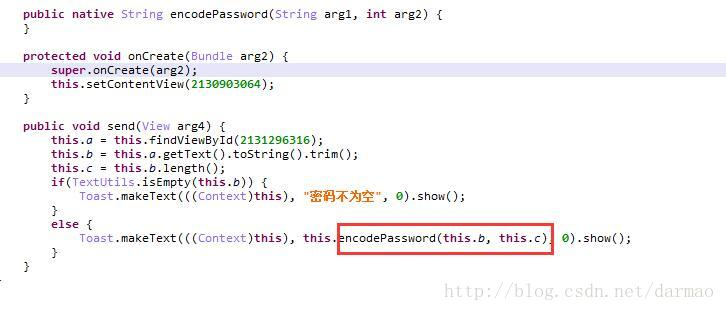 public native String encodePassword(String arg1, int arg2) {
}
protected void onCreate(Bundle arg2) {
super.onCreate(arg2);
this.setContentView(2130903064);
}
public void send(View arg4) {
this.a = this.findViewById(2131296316);
this.b = this.a.getText().toString().trim();
this.c = this.b.length();
if(TextUtils.isEmpty(this.b)) {
Toast.makeText(((Context)this), "密码不为空", 0).show();
}
else {
Toast.makeText(((Context)this), this.encodePassword(this.b, this.c), 0).show();
}
}
http://blog.csdn.net/darmao